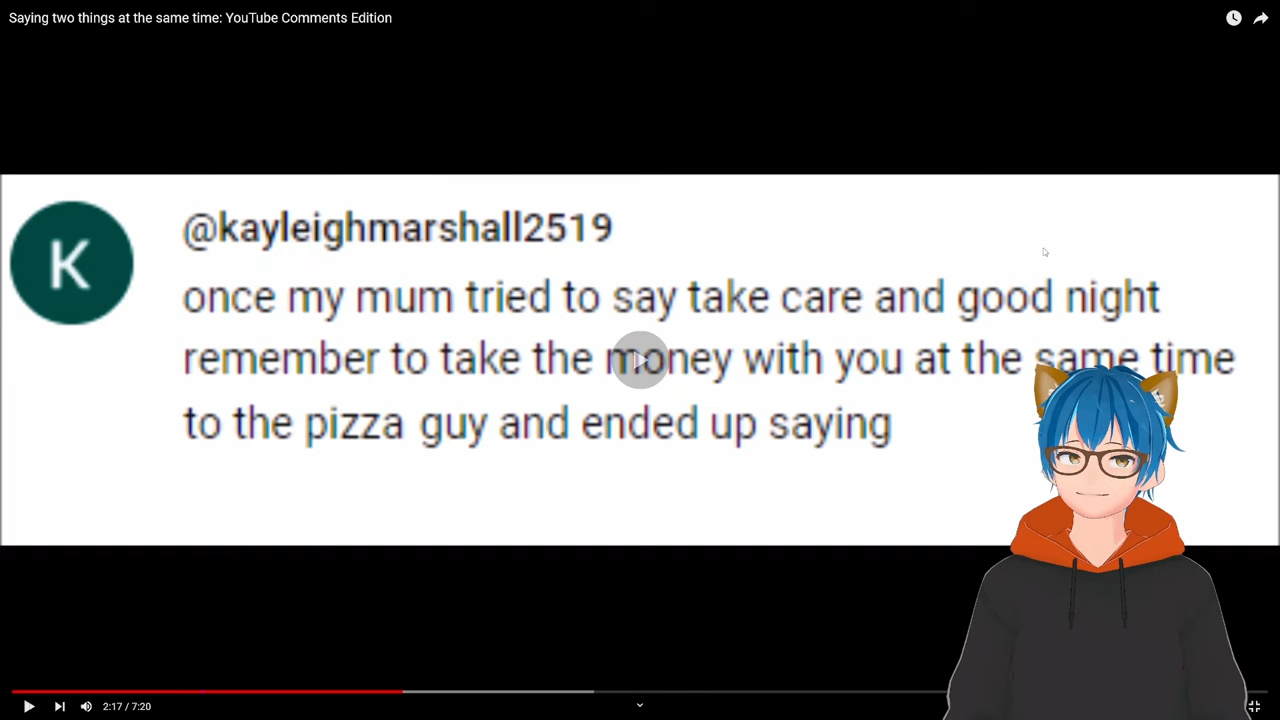 Saying two things at the same time: YouTube Comments Edition
K
@kayleighmarshall2519
once my mum tried to say take care and good night
remember to take the money with you at the same time
to the pizza guy and ended up saying
2:17 / 7:20